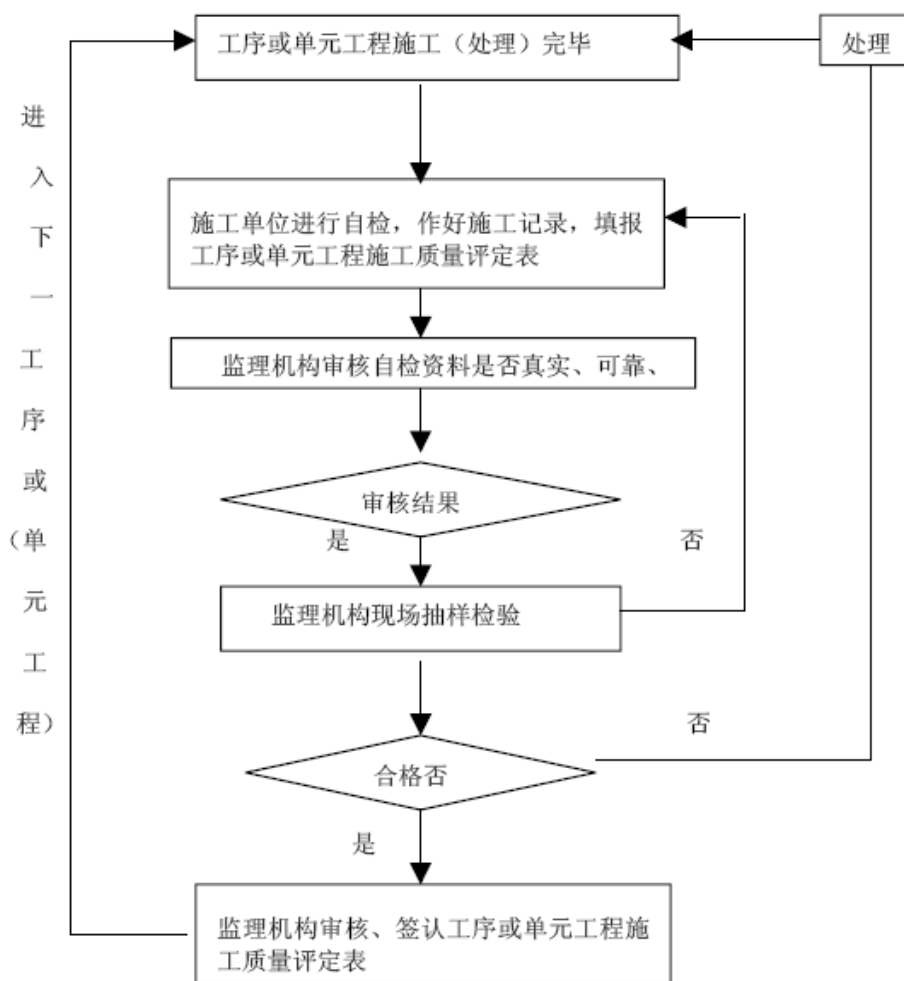 工序或单元工程施工（处理）完毕
处理
进
入
下
一
工
序
或
（单
元
工
程）
施工单位进行自检，作好施工记录，填报
工序或单元工程施工质量评定表
监理机构审核自检资料是否真实、可靠、
审核结果
是
否
监理机构现场抽样检验
否
合格否
是
监理机构审核、签认工序或单元工程施
工质量评定表